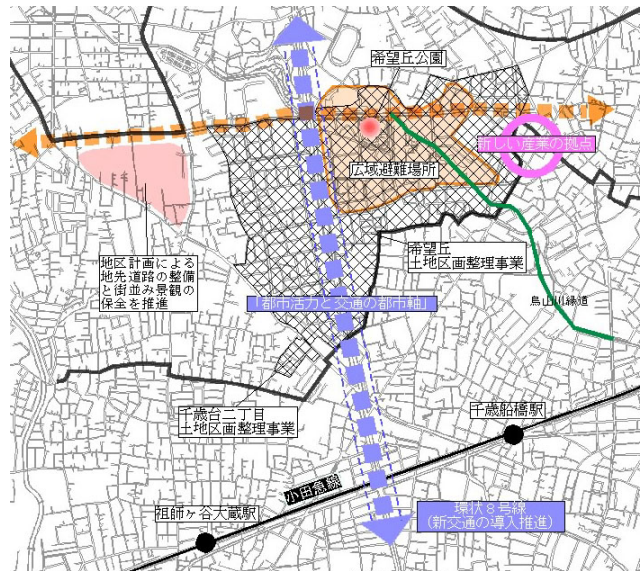 希望丘公園
新しい産業の拠点
広域避難場所
地区計画による
地先道路の整備
と街並み景観の
保全を推進
希望丘
土地区画整理事業
「都市活力と交通の都市軸」
烏山川緑道
千歳台二丁目
土地区画整理事業
千歳船橋駅
小田急線
祖師ヶ谷大蔵駅
環状8号線
(新交通の導入推進)